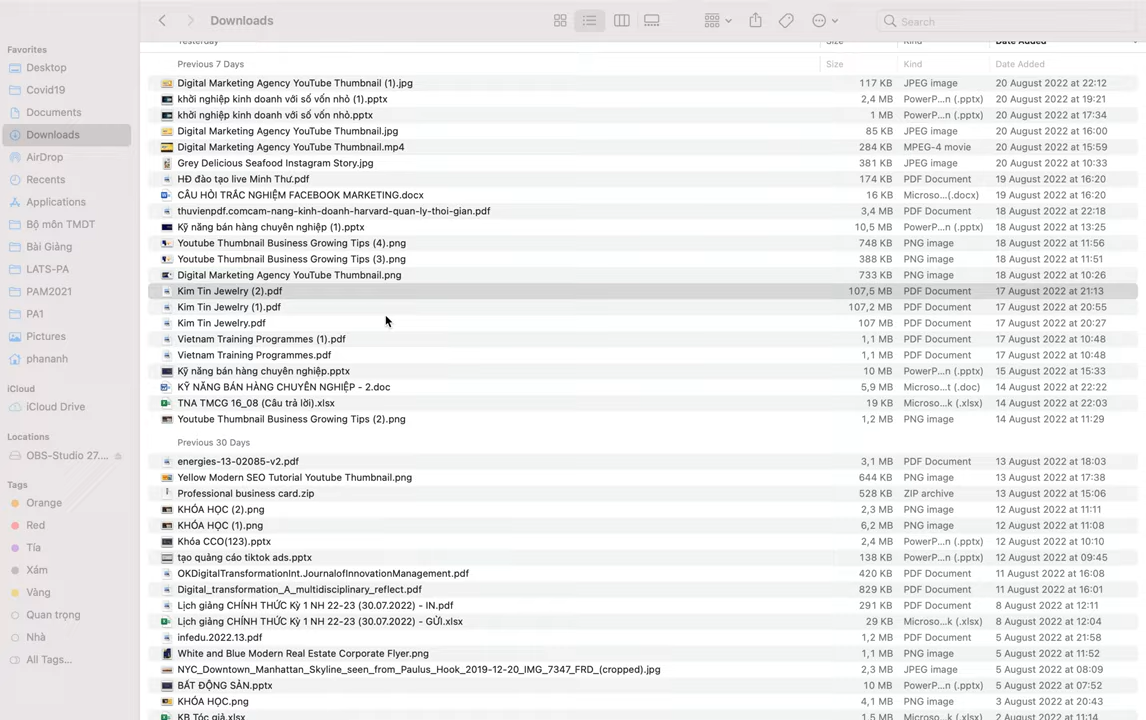 Downloads
Search
Favorites
Desktop
Covid19
Documents
Downloads
AirDrop
Recents
Applications
Bộ môn TMDT
Bài Giảng
LATS-PA
PAM2021
PA1
Pictures
phananh
iCloud
iCloud Drive
Locations
OBS-Studio 27....
Tags
Orange
Red
Tía
Xám
Vàng
Quan trọng
Nhà
All Tags...
Yesterday Size Kind Date Added
Previous 7 Days Size Kind Date Added
Digital Marketing Agency YouTube Thumbnail (1).jpg 117 KB JPEG image 20 August 2022 at 22:12
khởi nghiệp kinh doanh với số vốn nhỏ (1).pptx 2,4 MB PowerP...n (.pptx) 20 August 2022 at 19:21
khởi nghiệp kinh doanh với số vốn nhỏ.pptx 1 MB PowerP...n (.pptx) 20 August 2022 at 17:34
Digital Marketing Agency YouTube Thumbnail.jpg 85 KB JPEG image 20 August 2022 at 16:00
Digital Marketing Agency YouTube Thumbnail.mp4 284 KB MPEG-4 movie 20 August 2022 at 15:59
Grey Delicious Seafood Instagram Story.jpg 381 KB JPEG image 20 August 2022 at 10:33
HĐ đào tạo live Minh Thư.pdf 174 KB PDF Document 19 August 2022 at 16:20
CÂU HỎI TRẮC NGHIỆM FACEBOOK MARKETING.docx 16 KB Microso...(.docx) 19 August 2022 at 16:20
thuvienpdf.comcam-nang-kinh-doanh-harvard-quan-ly-thoi-gian.pdf 3,4 MB PDF Document 18 August 2022 at 22:18
Kỹ năng bán hàng chuyên nghiệp (1).pptx 10,5 MB PowerP...n (.pptx) 18 August 2022 at 13:25
Youtube Thumbnail Business Growing Tips (4).png 748 KB PNG image 18 August 2022 at 11:56
Youtube Thumbnail Business Growing Tips (3).png 388 KB PNG image 18 August 2022 at 11:51
Digital Marketing Agency YouTube Thumbnail.png 733 KB PNG image 18 August 2022 at 10:26
Kim Tin Jewelry (2).pdf 107,5 MB PDF Document 17 August 2022 at 21:13
Kim Tin Jewelry (1).pdf 107,2 MB PDF Document 17 August 2022 at 20:55
Kim Tin Jewelry.pdf 107 MB PDF Document 17 August 2022 at 20:27
Vietnam Training Programmes (1).pdf 1,1 MB PDF Document 17 August 2022 at 10:48
Vietnam Training Programmes.pdf 1,1 MB PDF Document 17 August 2022 at 10:48
Kỹ năng bán hàng chuyên nghiệp.pptx 10 MB PowerP...n (.pptx) 15 August 2022 at 15:33
KỸ NĂNG BÁN HÀNG CHUYÊN NGHIỆP - 2.doc 5,9 MB Microso...t (.doc) 14 August 2022 at 22:22
TNA TMCG 16_08 (Câu trả lời).xlsx 19 KB Microso...k (.xlsx) 14 August 2022 at 22:03
Youtube Thumbnail Business Growing Tips (2).png 1,2 MB PNG image 14 August 2022 at 11:29
Previous 30 Days
energies-13-02085-v2.pdf 3,1 MB PDF Document 13 August 2022 at 18:03
Yellow Modern SEO Tutorial Youtube Thumbnail.png 644 KB PNG image 13 August 2022 at 17:38
Professional business card.zip 528 KB ZIP archive 13 August 2022 at 15:06
KHÓA HỌC (2).png 2,3 MB PNG image 12 August 2022 at 11:11
KHÓA HỌC (1).png 6,2 MB PNG image 12 August 2022 at 11:08
Khóa CCO(123).pptx 2,4 MB PowerP...n (.pptx) 12 August 2022 at 10:10
tạo quảng cáo tiktok ads.pptx 138 KB PowerP...n (.pptx) 12 August 2022 at 09:45
OKDigitalTransformationInt.JournalofInnovationManagement.pdf 420 KB PDF Document 11 August 2022 at 16:08
Digital_transformation_A_multidisciplinary_reflect.pdf 829 KB PDF Document 11 August 2022 at 16:01
Lịch giảng CHÍNH THỨC Kỳ 1 NH 22-23 (30.07.2022) - IN.pdf 291 KB PDF Document 8 August 2022 at 12:11
Lịch giảng CHÍNH THỨC Kỳ 1 NH 22-23 (30.07.2022) - GỬI.xlsx 29 KB Microso...k (.xlsx) 8 August 2022 at 12:04
infedu.2022.13.pdf 1,2 MB PDF Document 5 August 2022 at 21:58
White and Blue Modern Real Estate Corporate Flyer.png 1,1 MB PNG image 5 August 2022 at 11:52
NYC_Downtown_Manhattan_Skyline_seen_from_Paulus_Hook_2019-12-20_IMG_7347_FRD_(cropped).jpg 2,3 MB JPEG image 5 August 2022 at 08:09
BẤT ĐỘNG SẢN.pptx 10 MB PowerP...n (.pptx) 5 August 2022 at 07:52
KHÓA HỌC.png 4,1 MB PNG image 3 August 2022 at 20:43
KB Tóc giả.xlsx 1,5 MB Microso...k (.xlsx) 2 August 2022 at 11:14